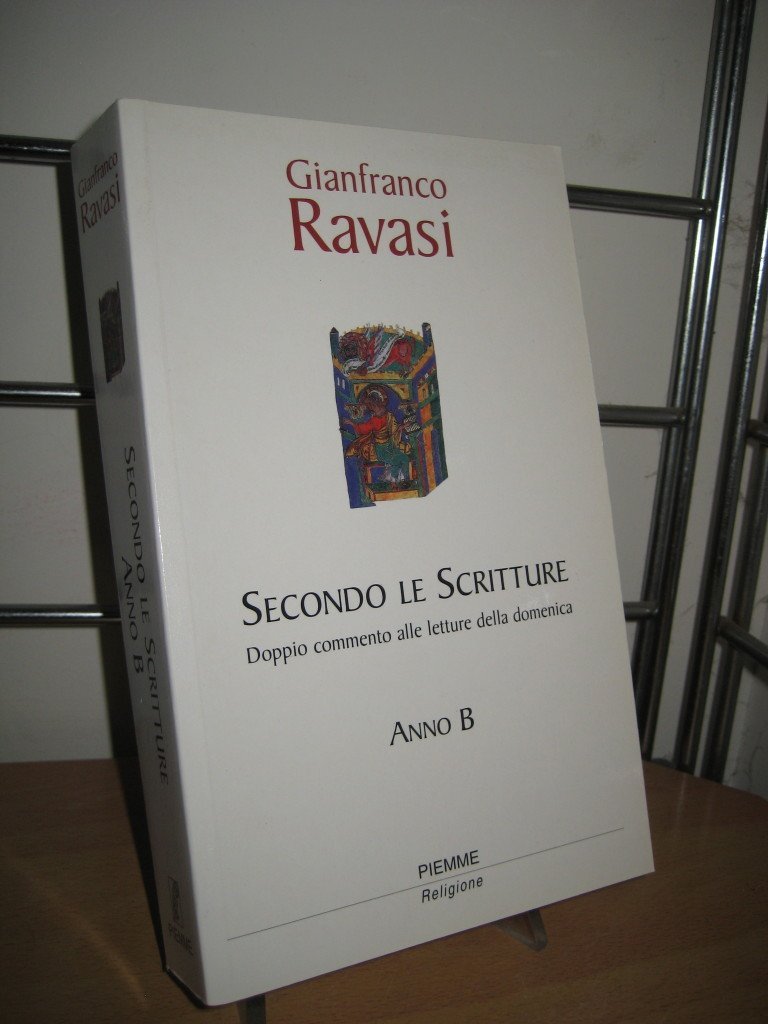 Gianfranco
Ravasi
SECONDO LE SCRITTURE
Doppio commento alle letture della domenica
ANNO B
PIEMME
Religione
Gianfranco
Ravasi
SECONDO LE SCRITTURE
ANNO B
PIEMME